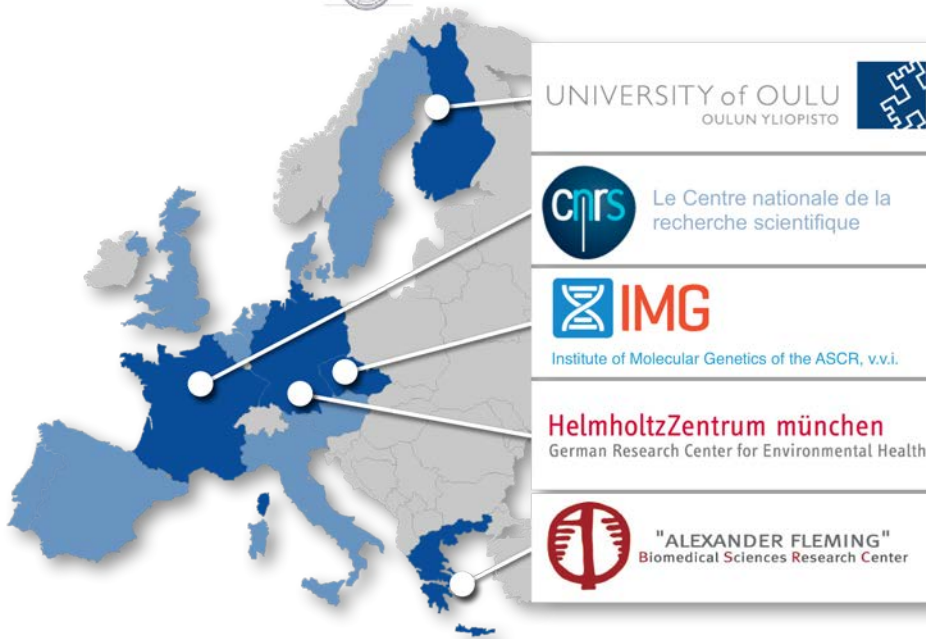 UNIVERSITY of OULU
OULUN YLIOPISTO
cnrs
Le Centre nationale de la
recherche scientifique
IMG
Institute of Molecular Genetics of the ASCR, v.v.i.
HelmholtzZentrum münchen
German Research Center for Environmental Health
"ALEXANDER FLEMING"
Biomedical Sciences Research Center